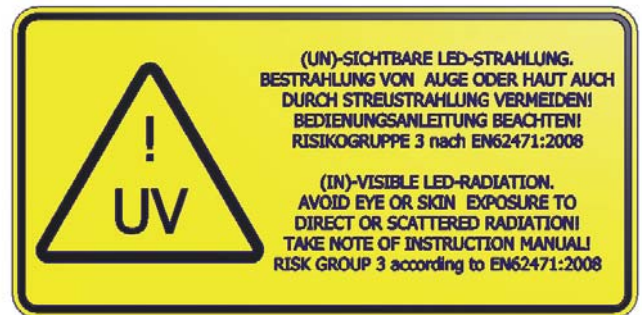 !
UV
(UN)-SICHTBARE LED-STRAHLUNG.
BESTRAHLUNG VON AUGE ODER HAUT AUCH
DURCH STREUSTRAHLUNG VERMEIDEN!
BEDIENUNGSANLEITUNG BEACHTEN!
RISIKOGRUPPE 3 nach EN62471:2008
(IN)-VISIBLE LED-RADIATION.
AVOID EYE OR SKIN EXPOSURE TO
DIRECT OR SCATTERED RADIATION!
TAKE NOTE OF INSTRUCTION MANUAL!
RISK GROUP 3 according to EN62471:2008